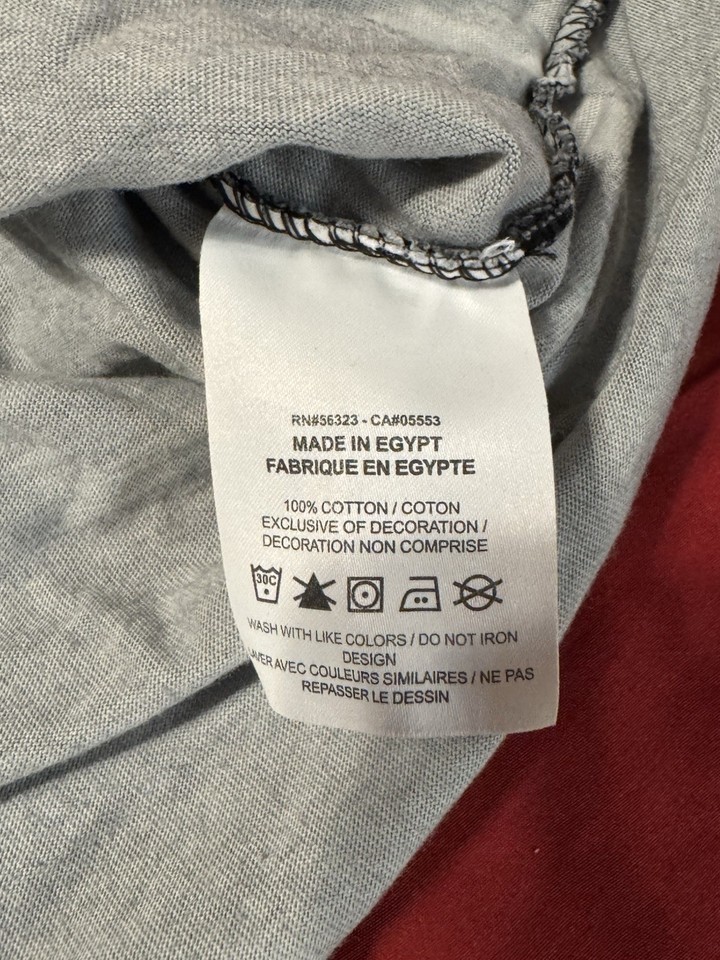 RN#56323 - CA#05553
MADE IN EGYPT
FABRIQUE EN EGYPTE
100% COTTON / COTON
EXCLUSIVE OF DECORATION /
DECORATION NON COMPRISE
30C
WASH WITH LIKE COLORS / DO NOT IRON
DESIGN
LAVER AVEC COULEURS SIMILAIRES / NE PAS
REPASSER LE DESSIN